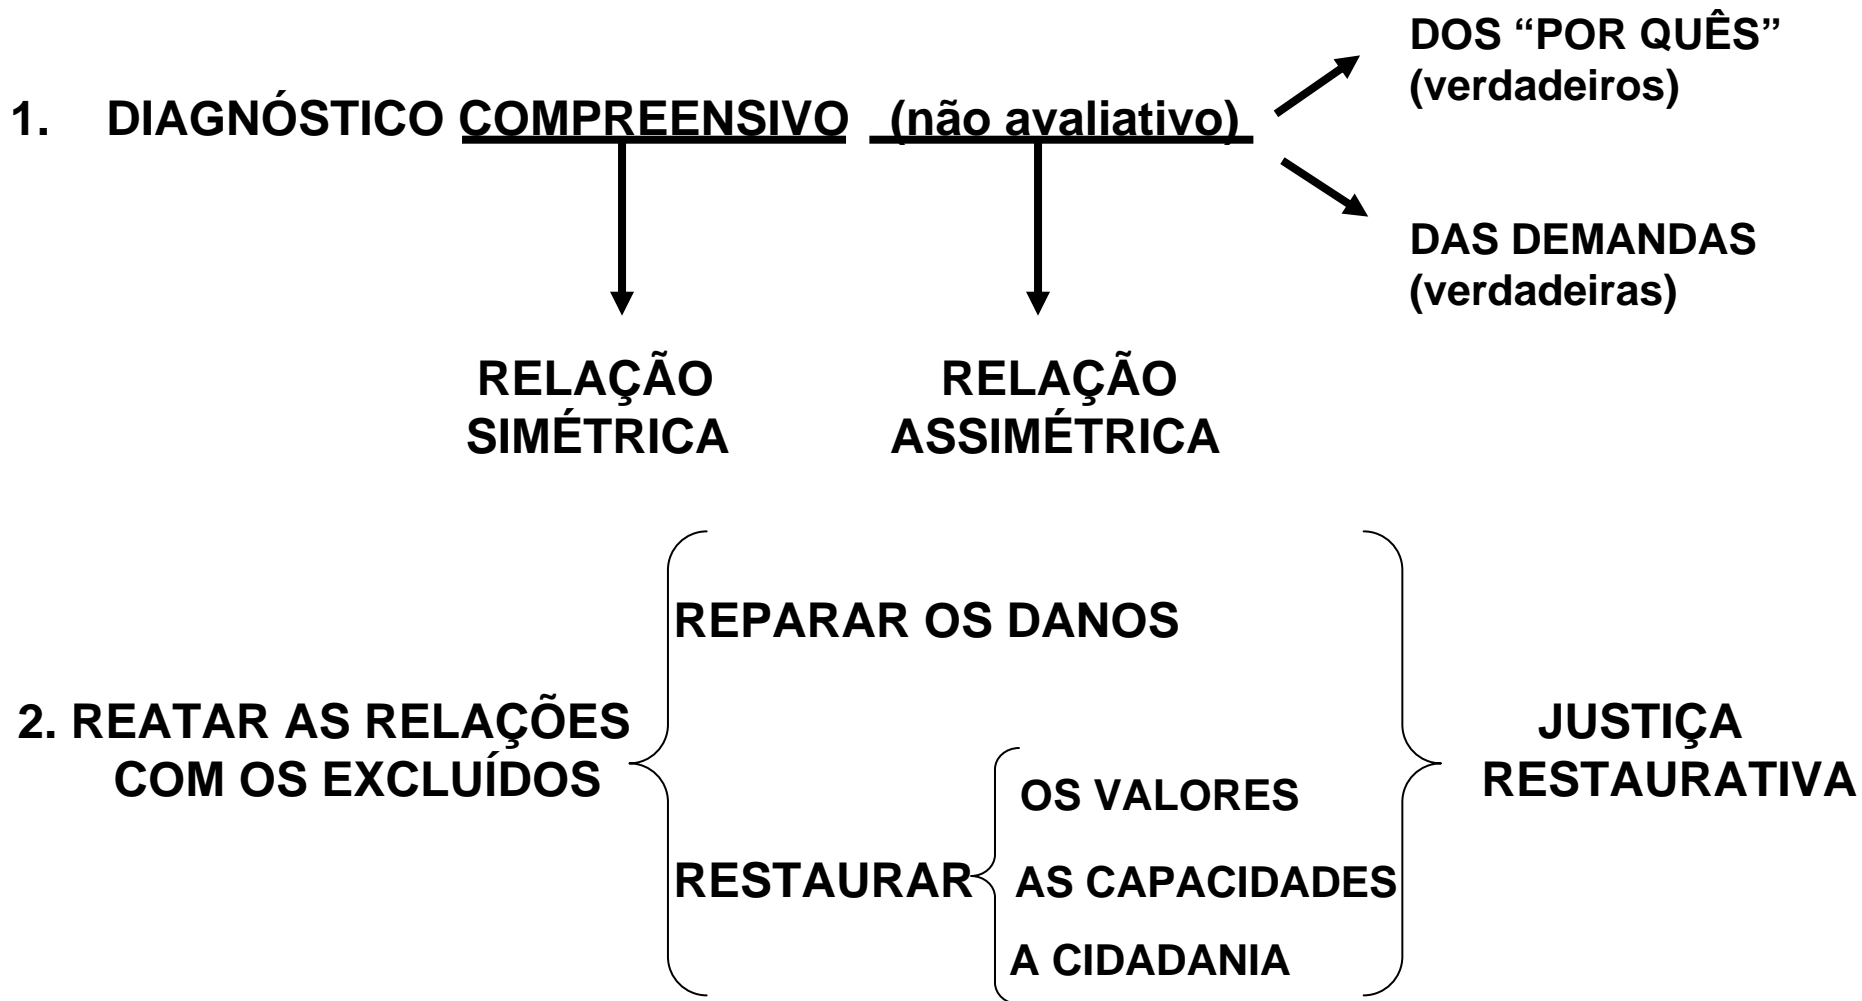 DOS “POR QUÊS”
(verdadeiros)
1. DIAGNÓSTICO COMPREENSIVO (não avaliativo)
DAS DEMANDAS
(verdadeiras)
RELAÇÃO
SIMÉTRICA
RELAÇÃO
ASSIMÉTRICA
2. REATAR AS RELAÇÕES
COM OS EXCLUÍDOS
REPARAR OS DANOS
RESTAURAR
OS VALORES
AS CAPACIDADES
A CIDADANIA
JUSTIÇA
RESTAURATIVA